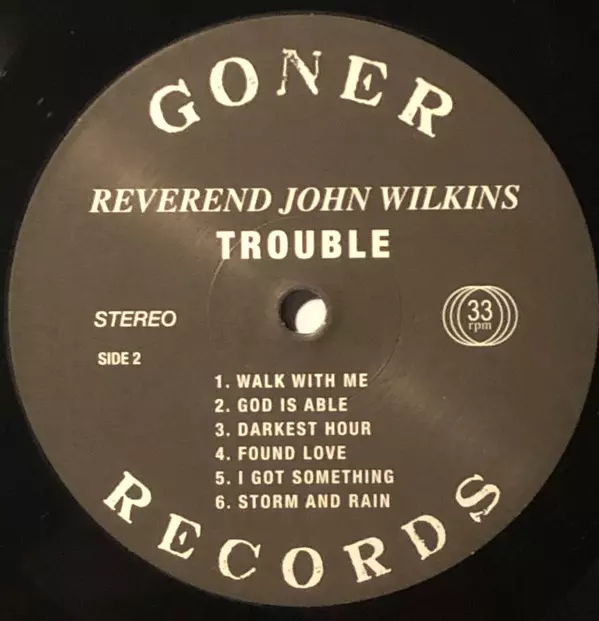 GONER
REVEREND JOHN WILKINS
TROUBLE
STEREO
33
rpm
SIDE 2
1. WALK WITH ME
2. GOD IS ABLE
3. DARKEST HOUR
4. FOUND LOVE
5. I GOT SOMETHING
6. STORM AND RAIN
RECORDS